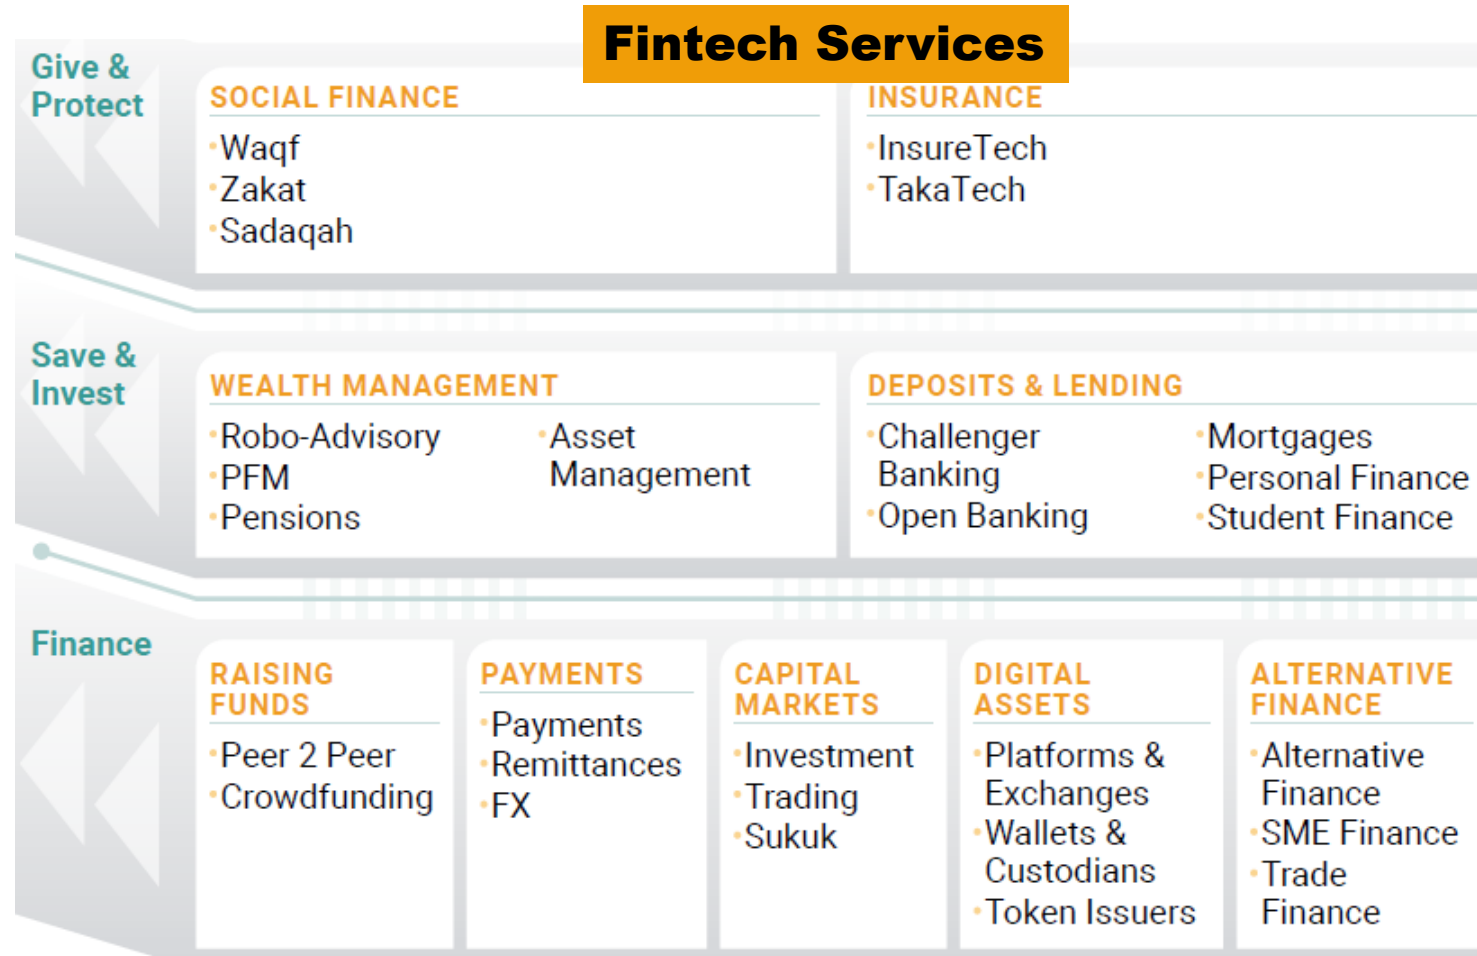 Fintech Services
Give &
Protect
SOCIAL FINANCE
•Waqf
•Zakat
•Sadaqah
INSURANCE
•InsureTech
•TakaTech
Save &
Invest
WEALTH MANAGEMENT
•Robo-Advisory
•PFM
•Pensions
•Asset
Management
DEPOSITS & LENDING
•Challenger
Banking
•Open Banking
•Mortgages
•Personal Finance
•Student Finance
Finance
RAISING
FUNDS
•Peer 2 Peer
•Crowdfunding
PAYMENTS
•Payments
•Remittances
•FX
CAPITAL
MARKETS
•Investment
•Trading
•Sukuk
DIGITAL
ASSETS
•Platforms &
Exchanges
•Wallets &
Custodians
•Token Issuers
ALTERNATIVE
FINANCE
•Alternative
Finance
•SME Finance
•Trade
Finance